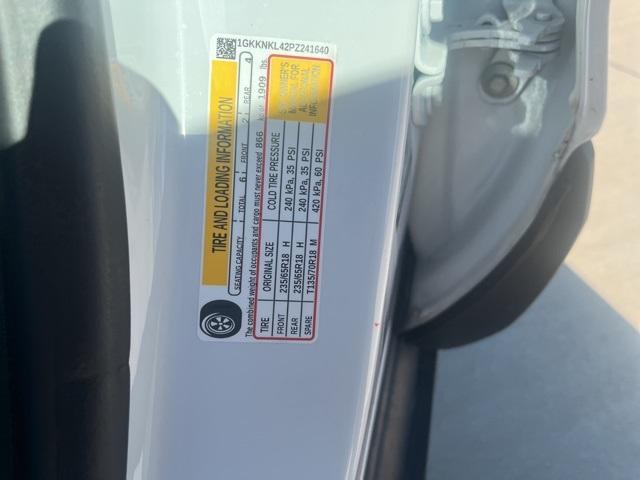 1GKKNKL42PZ241640
TIRE AND LOADING INFORMATION
SEATING CAPACITY TOTAL 6 FRONT 2 REAR 4
The combined weight of occupants and cargo must never exceed 866 kg or 1909 lbs.
TIRE ORIGINAL SIZE COLD TIRE PRESSURE
FRONT 235/65R18 H 240 kPa, 35 PSI
REAR 235/65R18 H 240 kPa, 35 PSI
SPARE T135/70R18 M 420 kPa, 60 PSI
SEE OWNER'S
MANUAL FOR
ADDITIONAL
INFORMATION